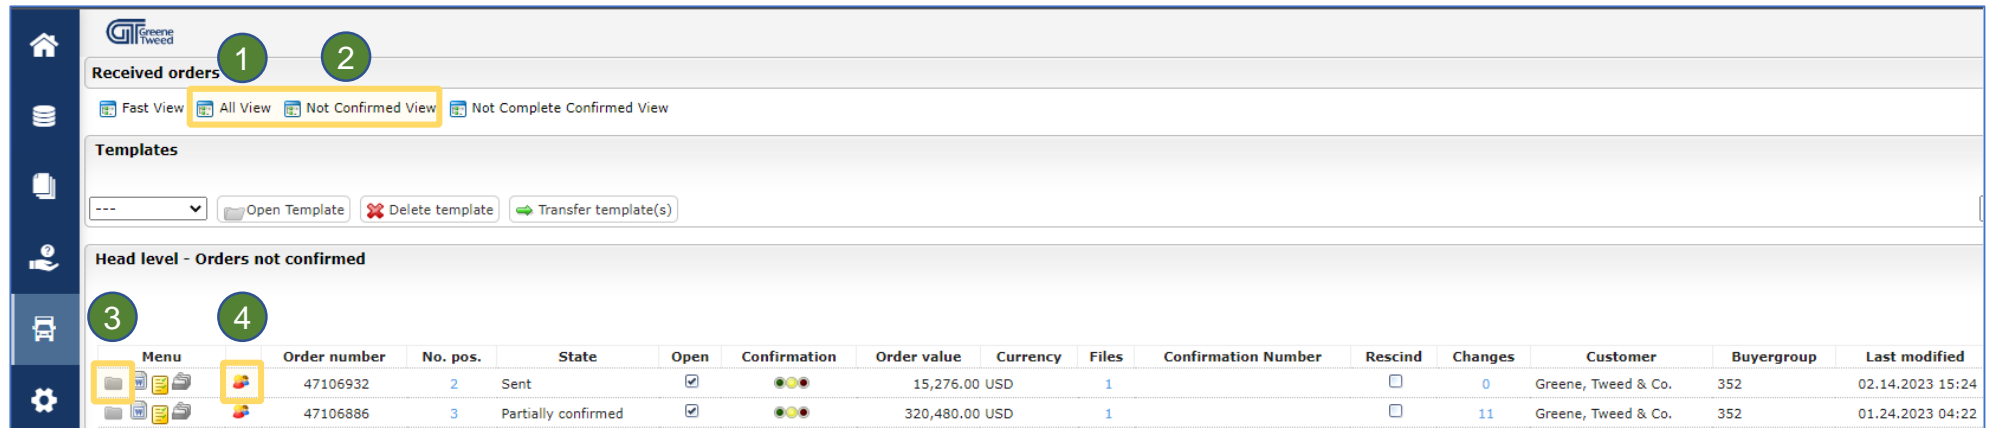 GT Greene Tweed
1 2
Received orders
Fast View All View Not Confirmed View Not Complete Confirmed View
Templates
--- Open Template Delete template Transfer template(s)
Head level - Orders not confirmed
3 4
Menu Order number No. pos. State Open Confirmation Order value Currency Files Confirmation Number Rescind Changes Customer Buyergroup Last modified
47106932 2 Sent 15,276.00 USD 1 0 Greene, Tweed & Co. 352 02.14.2023 15:24
47106886 3 Partially confirmed 320,480.00 USD 1 11 Greene, Tweed & Co. 352 01.24.2023 04:22